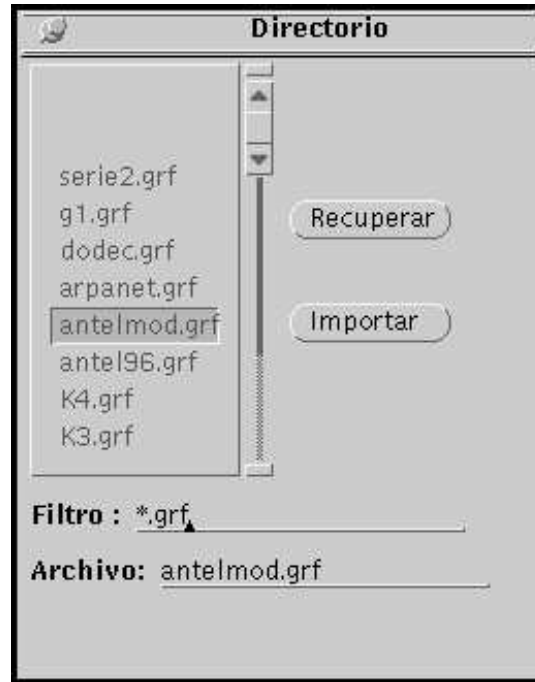 Directorio
serie2.grf
g1.grf
dodec.grf
arpanet.grf
antelmod.grf
antel96.grf
K4.grf
K3.grf
Recuperar
Importar
Filtro : *.grf
Archivo: antelmod.grf